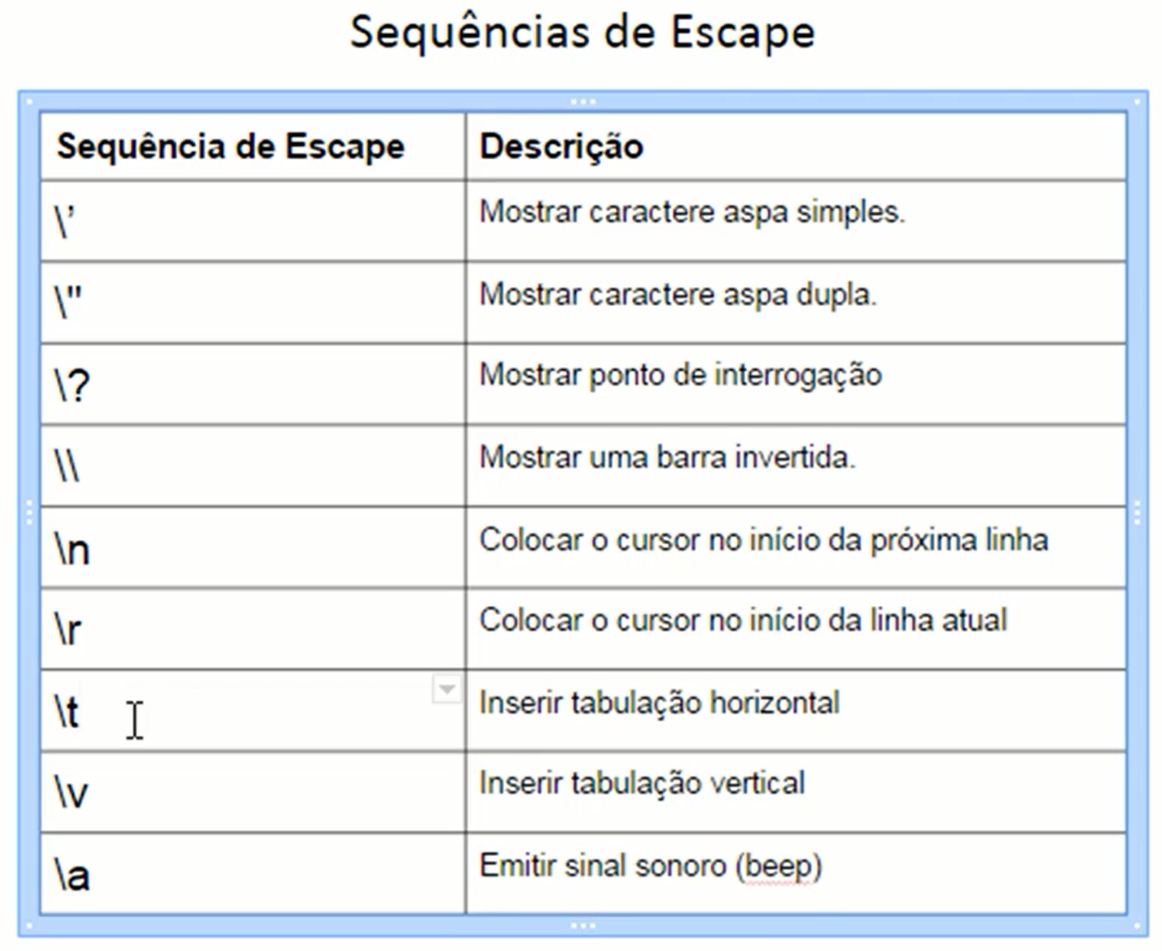 Sequências de Escape
Sequência de Escape Descrição
\’ Mostrar caractere aspa simples.
\" Mostrar caractere aspa dupla.
\? Mostrar ponto de interrogação
\\ Mostrar uma barra invertida.
\n Colocar o cursor no início da próxima linha
\r Colocar o cursor no início da linha atual
\t Inserir tabulação horizontal
\v Inserir tabulação vertical
\a Emitir sinal sonoro (beep)